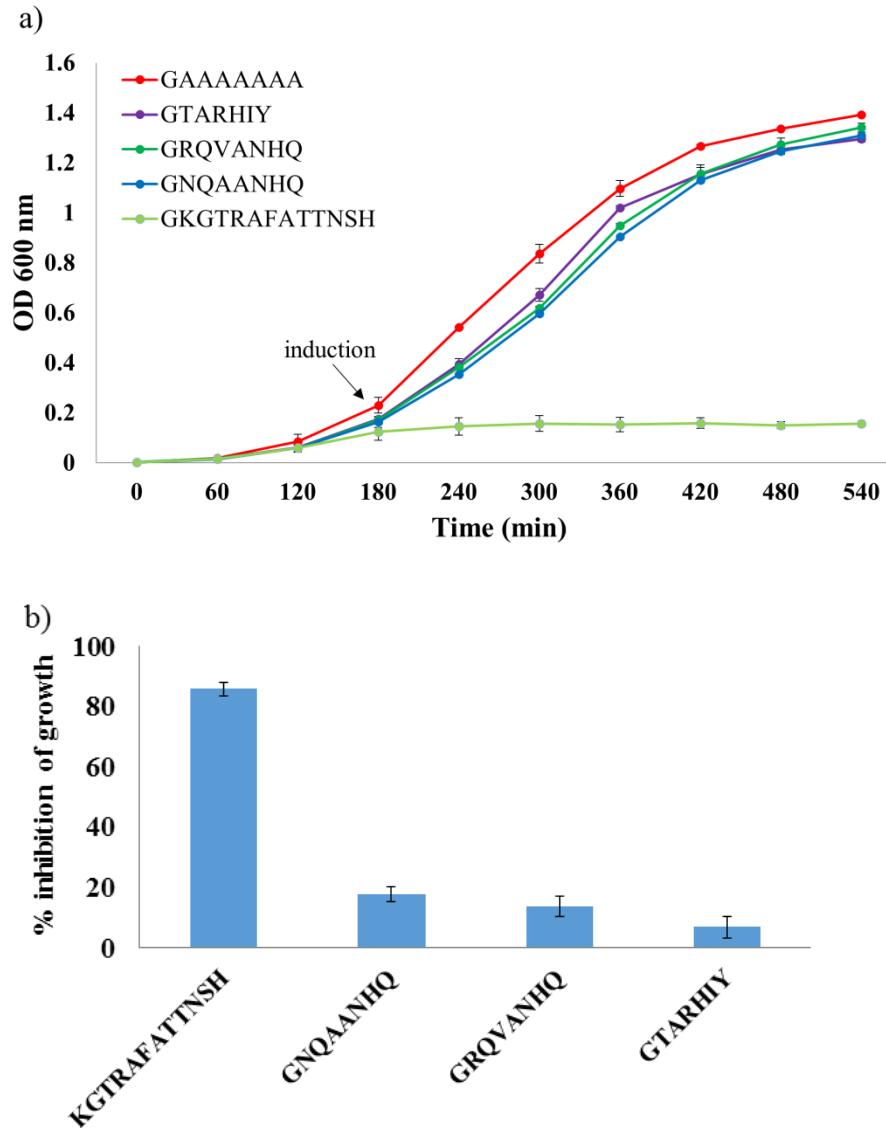 a)
1.6
1.4
1.2
1
0.8
0.6
0.4
0.2
0
OD 600 nm
GAAAAAAA
GTARHIY
GRQVANHQ
GNQAANHQ
GKGTRAFATTNSH
induction
0 60 120 180 240 300 360 420 480 540
Time (min)
b)
100
80
60
40
20
0
% inhibition of growth
KGTRAFATTNSH
GNQAANHQ
GRQVANHQ
GTARHIY